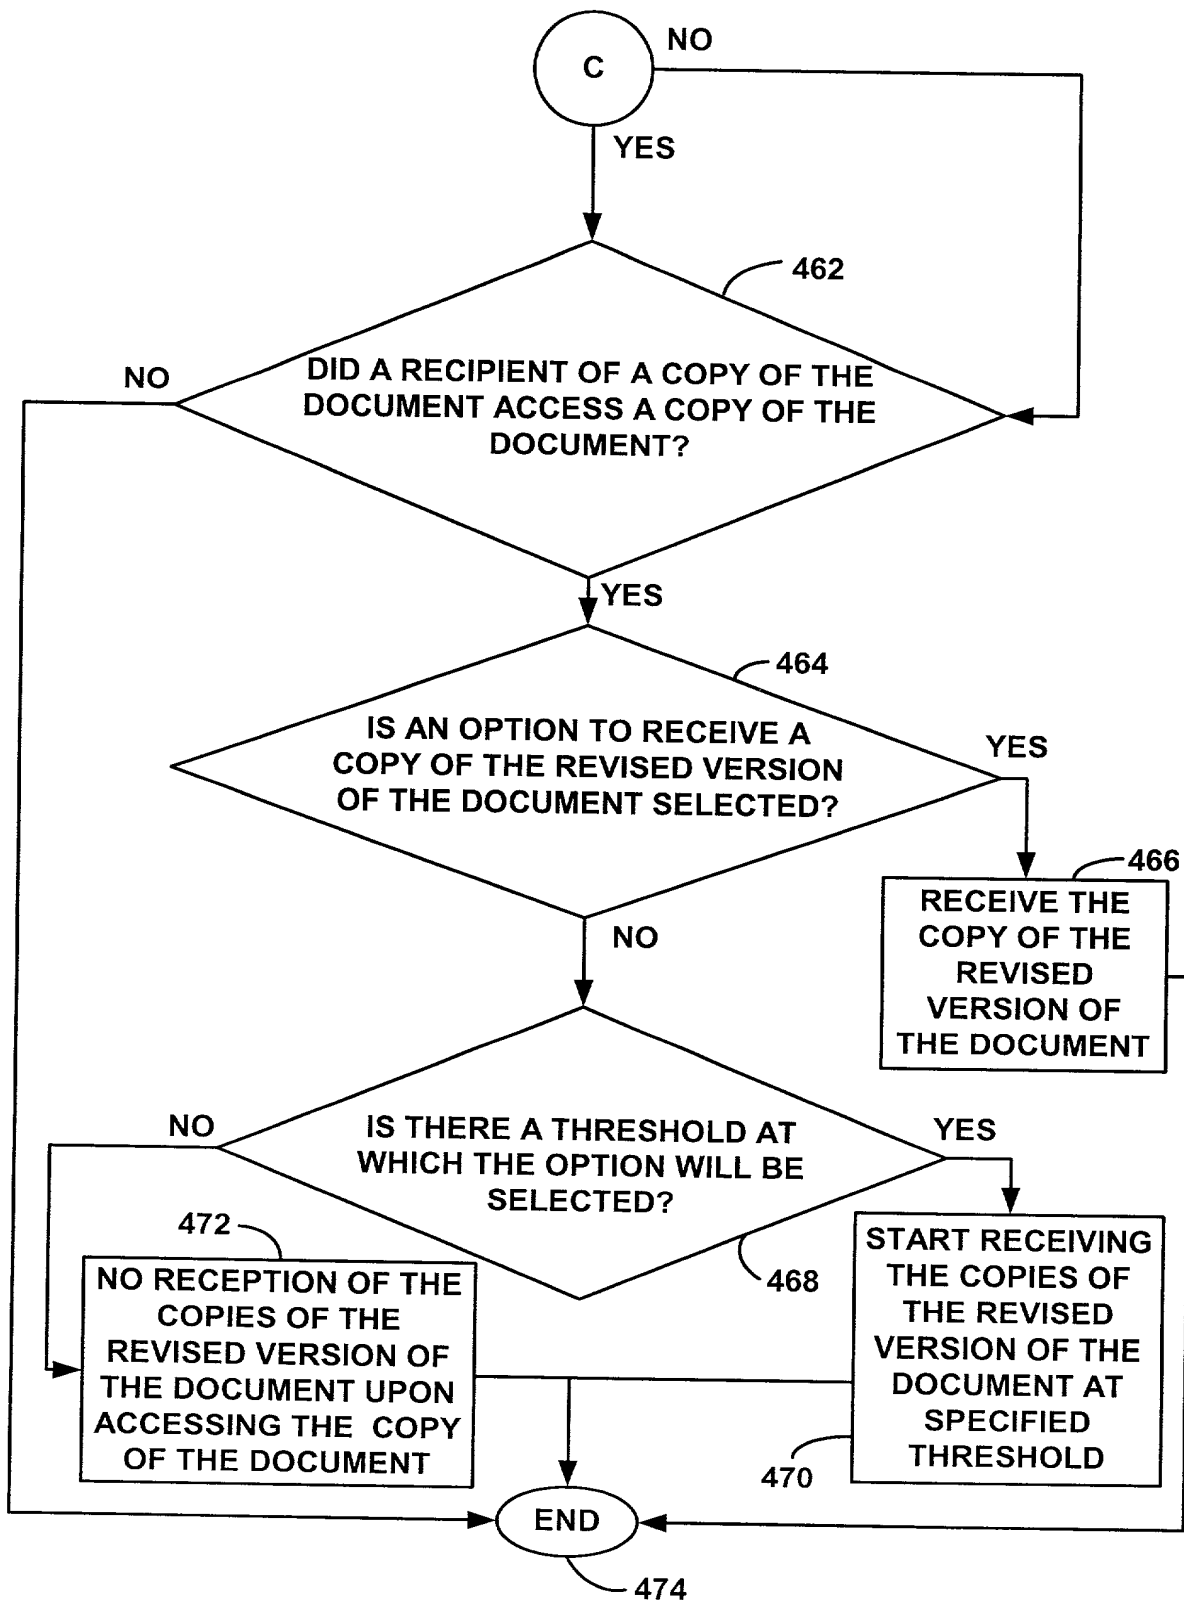 NO
C
YES
462
NO
DID A RECIPIENT OF A COPY OF THE
DOCUMENT ACCESS A COPY OF THE
DOCUMENT?
YES
464
IS AN OPTION TO RECEIVE A
COPY OF THE REVISED VERSION
OF THE DOCUMENT SELECTED?
YES
466
RECEIVE THE
COPY OF THE
REVISED
VERSION OF
THE DOCUMENT
NO
NO
IS THERE A THRESHOLD AT
WHICH THE OPTION WILL BE
SELECTED?
YES
468
472
NO RECEPTION OF THE
COPIES OF THE
REVISED VERSION OF
THE DOCUMENT UPON
ACCESSING THE COPY
OF THE DOCUMENT
START RECEIVING
THE COPIES OF
THE REVISED
VERSION OF THE
DOCUMENT AT
SPECIFIED
THRESHOLD
470
END
474